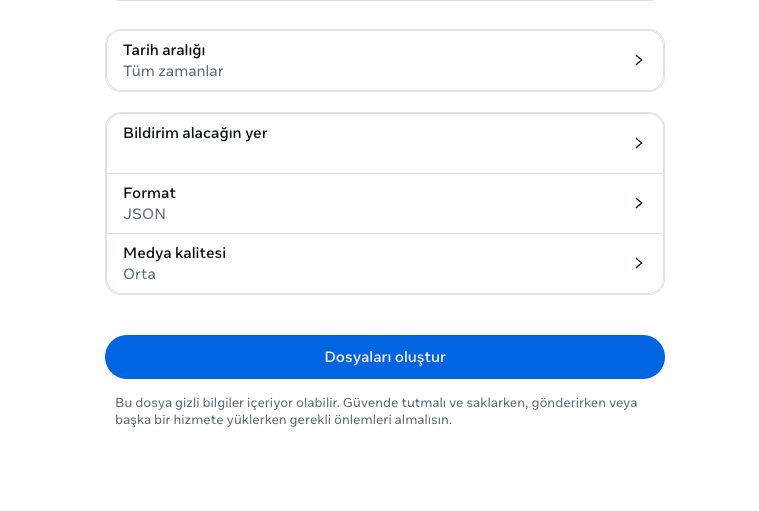 Tarih aralığı
Tüm zamanlar
Bildirim alacağın yer
Format
JSON
Medya kalitesi
Orta
Dosyaları oluştur
Bu dosya gizli bilgiler içeriyor olabilir. Güvende tutmalı ve saklarken, gönderirken veya
başka bir hizmete yüklerken gerekli önlemleri almalısın.